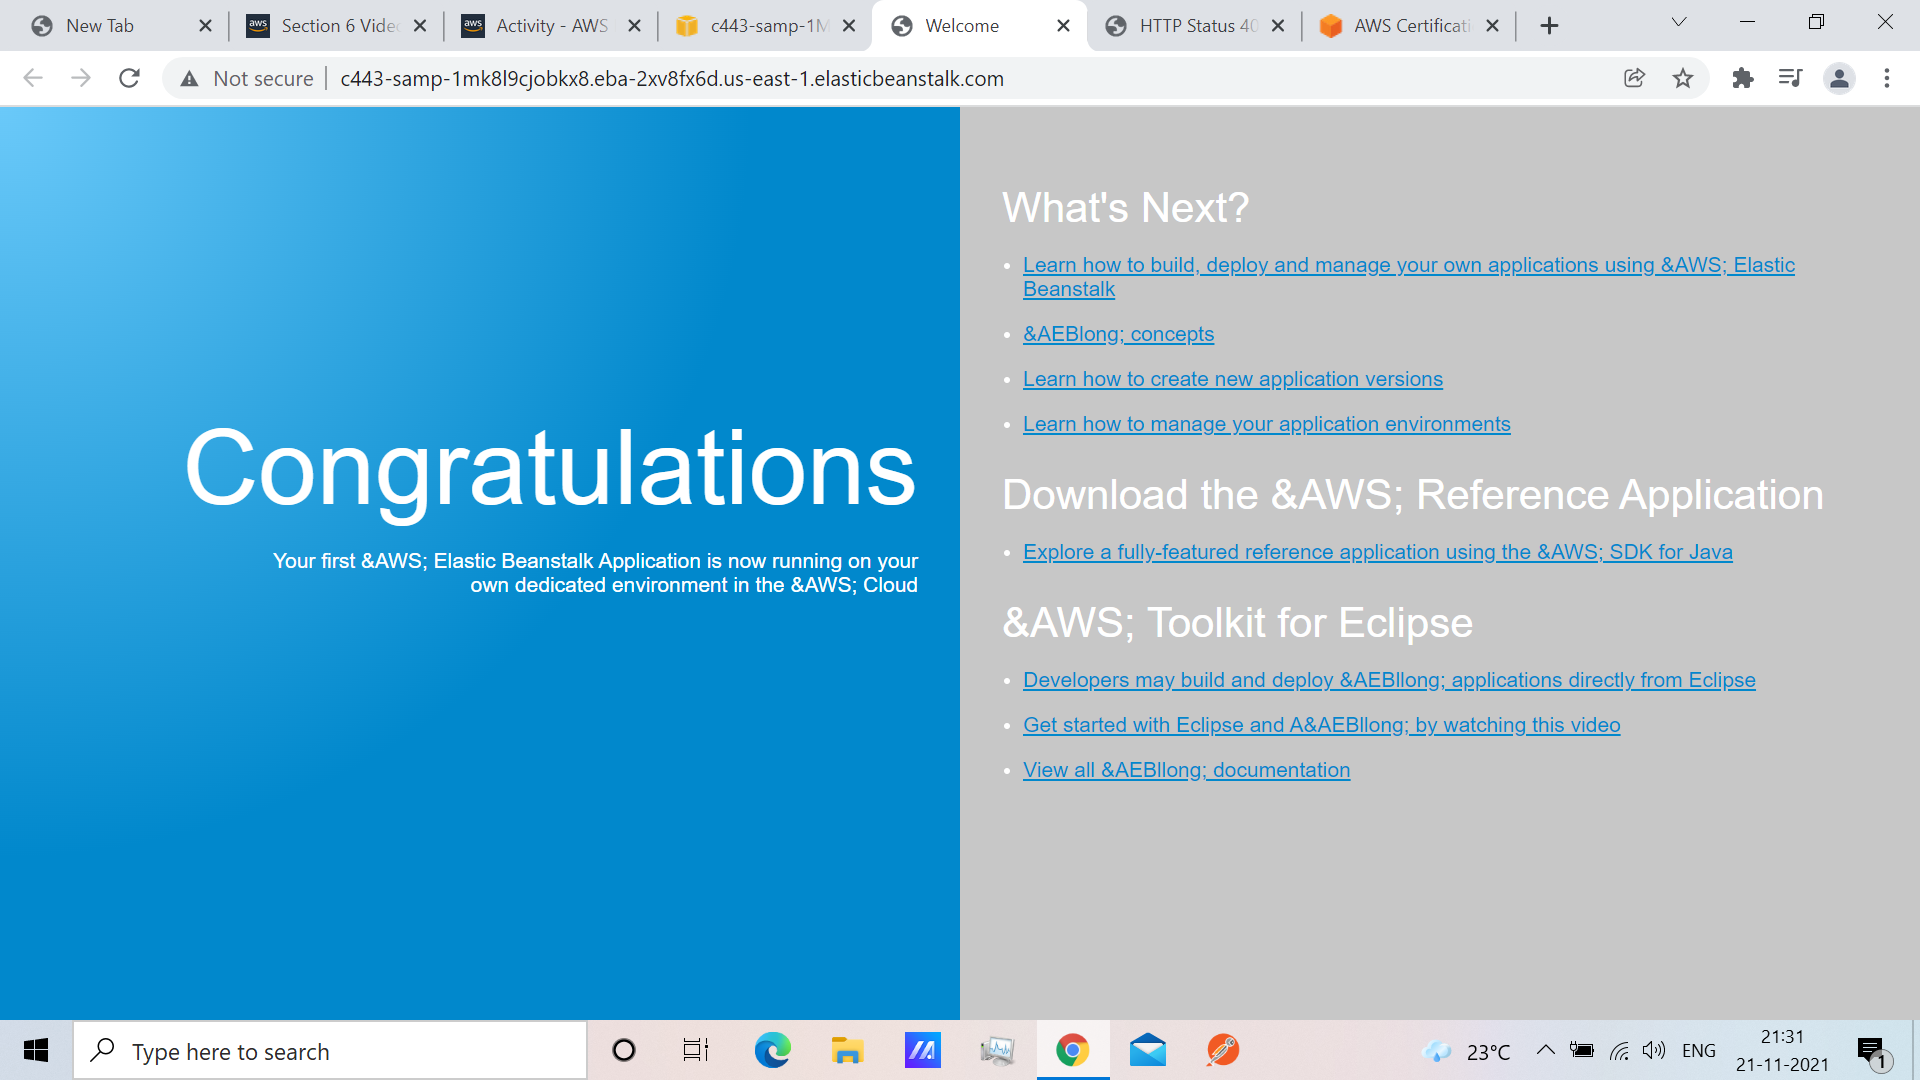 New Tab
Section 6 Vide
Activity - AWS
c443-samp-1M
Welcome
HTTP Status 40
AWS Certificati
Not secure
c443-samp-1mk8l9cjobkx8.eba-2xv8fx6d.us-east-1.elasticbeanstalk.com
Congratulations
Your first &AWS; Elastic Beanstalk Application is now running on your
own dedicated environment in the &AWS; Cloud
What's Next?
Learn how to build, deploy and manage your own applications using &AWS; Elastic
Beanstalk
&AEBlong; concepts
Learn how to create new application versions
Learn how to manage your application environments
Download the &AWS; Reference Application
Explore a fully-featured reference application using the &AWS; SDK for Java
&AWS; Toolkit for Eclipse
Developers may build and deploy &AEBllong; applications directly from Eclipse
Get started with Eclipse and A&AEBllong; by watching this video
View all &AEBllong; documentation
Type here to search
23°C
ENG
21:31
21-11-2021
1